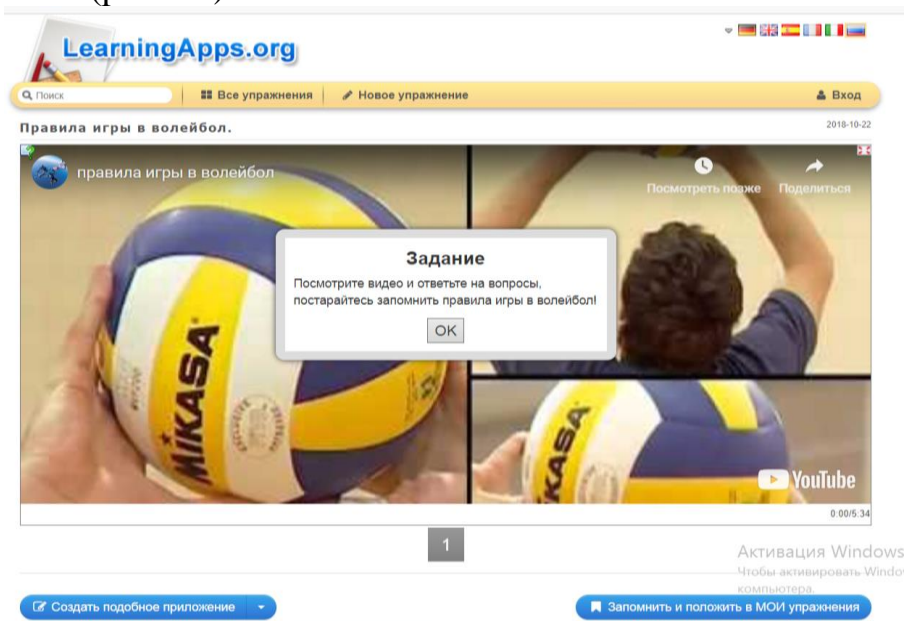 LearningApps.org
Поиск
Все упражнения
Новое упражнение
Вход
Правила игры в волейбол.
2018-10-22
правила игры в волейбол
Посмотреть позже
Поделиться
Задание
Посмотрите видео и ответьте на вопросы,
постарайтесь запомнить правила игры в волейбол!
OK
MIKASA
KASA
YouTube
0:00/5:34
1
Активация Windows
Чтобы активировать Window
компьютера.
Создать подобное приложение
Запомнить и положить в МОИ упражнения